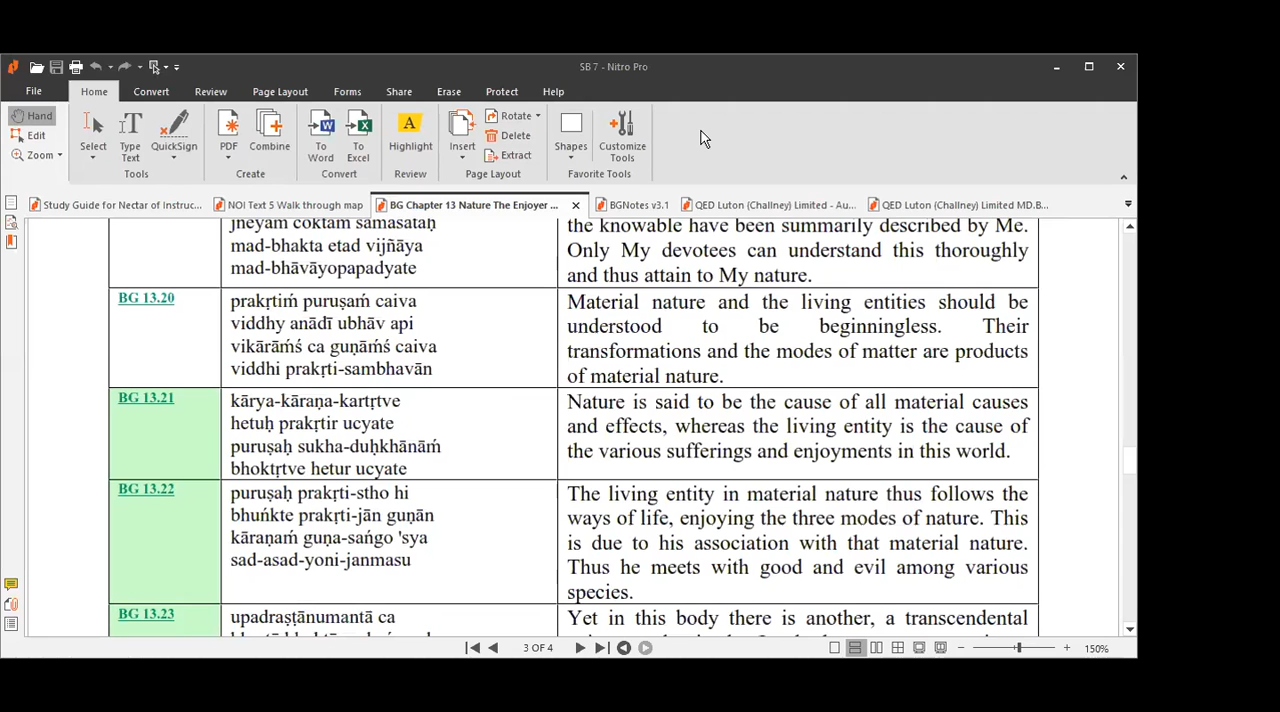 SB 7 - Nitro Pro
File Home Convert Review Page Layout Forms Share Erase Protect Help
Hand
Edit
Zoom
Select
Type Text
QuickSign
Tools
PDF
Combine
Create
To Word
To Excel
Convert
Highlight
Review
Insert
Rotate
Delete
Extract
Page Layout
Shapes
Customize Tools
Favorite Tools
Study Guide for Nectar of Instruc...
NOI Text 5 Walk through map
BG Chapter 13 Nature The Enjoyer ...
BGNotes v3.1
QED Luton (Challney) Limited - Au...
QED Luton (Challney) Limited MD.B...
jñeyaṁ coktaṁ samāsataḥ
mad-bhakta etad vijñāya
mad-bhāvāyopapadyate
the knowable have been summarily described by Me.
Only My devotees can understand this thoroughly
and thus attain to My nature.
BG 13.20
prakṛtiṁ puruṣaṁ caiva
viddhy anādī ubhāv api
vikārāṁś ca guṇāṁś caiva
viddhi prakṛti-sambhavān
Material nature and the living entities should be
understood to be beginningless. Their
transformations and the modes of matter are products
of material nature.
BG 13.21
kārya-kāraṇa-kartṛtve
hetuḥ prakṛtir ucyate
puruṣaḥ sukha-duḥkhānāṁ
bhoktṛtve hetur ucyate
Nature is said to be the cause of all material causes
and effects, whereas the living entity is the cause of
the various sufferings and enjoyments in this world.
BG 13.22
puruṣaḥ prakṛti-stho hi
bhuṅkte prakṛti-jān guṇān
kāraṇaṁ guṇa-saṅgo 'sya
sad-asad-yoni-janmasu
The living entity in material nature thus follows the
ways of life, enjoying the three modes of nature. This
is due to his association with that material nature.
Thus he meets with good and evil among various
species.
BG 13.23
upadraṣṭānumantā ca
Yet in this body there is another, a transcendental
3 OF 4
150%